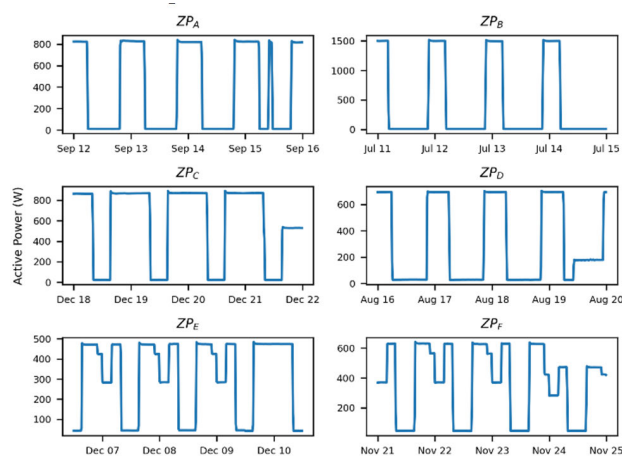 ZP_A
ZP_B
800
600
400
200
0
Sep 12 Sep 13 Sep 14 Sep 15 Sep 16
1500
1000
500
0
Jul 11 Jul 12 Jul 13 Jul 14 Jul 15
ZP_C
ZP_D
Active Power (W)
800
600
400
200
0
Dec 18 Dec 19 Dec 20 Dec 21 Dec 22
600
400
200
0
Aug 16 Aug 17 Aug 18 Aug 19 Aug 20
ZP_E
ZP_F
500
400
300
200
100
Dec 07 Dec 08 Dec 09 Dec 10
600
400
Nov 21 Nov 22 Nov 23 Nov 24 Nov 25